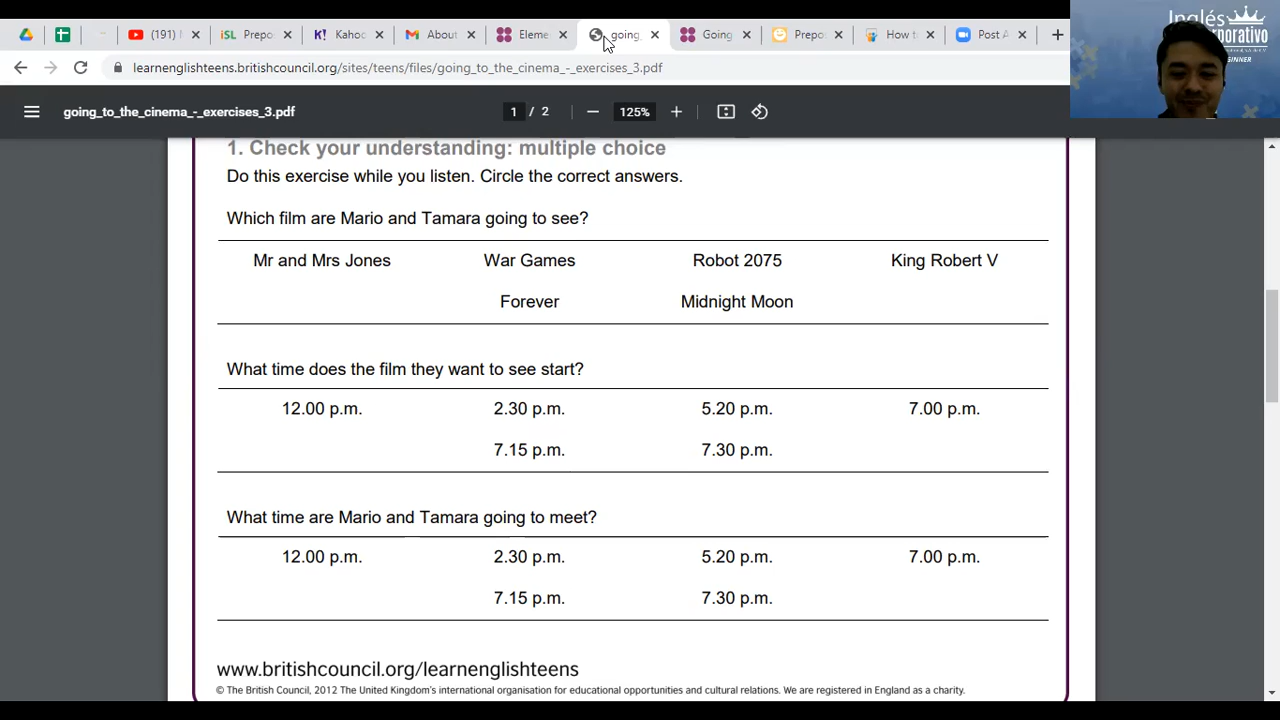 (191)
iSL Prepo
K! Kahoo
About
Eleme
going_
Going
Prepos
How t
Post A
learnenglishteens.britishcouncil.org/sites/teens/files/going_to_the_cinema_-_exercises_3.pdf
Inglés
going_to_the_cinema_-_exercises_3.pdf
1 / 2
125%
1. Check your understanding: multiple choice
Do this exercise while you listen. Circle the correct answers.
Which film are Mario and Tamara going to see?
Mr and Mrs Jones War Games Robot 2075 King Robert V
Forever Midnight Moon
What time does the film they want to see start?
12.00 p.m. 2.30 p.m. 5.20 p.m. 7.00 p.m.
7.15 p.m. 7.30 p.m.
What time are Mario and Tamara going to meet?
12.00 p.m. 2.30 p.m. 5.20 p.m. 7.00 p.m.
7.15 p.m. 7.30 p.m.
www.britishcouncil.org/learnenglishteens
© The British Council, 2012 The United Kingdom's international organisation for educational opportunities and cultural relations. We are registered in England as a charity.